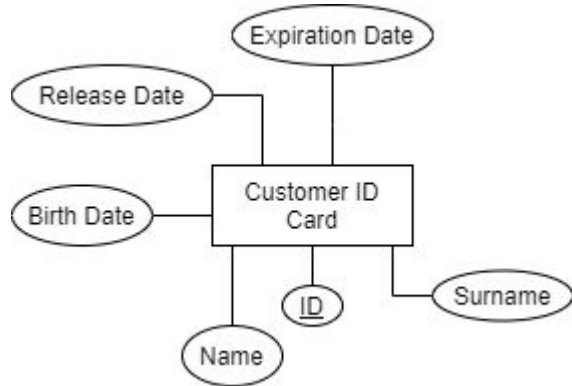 Expiration Date
Release Date
Customer ID
Card
Birth Date
ID
Surname
Name